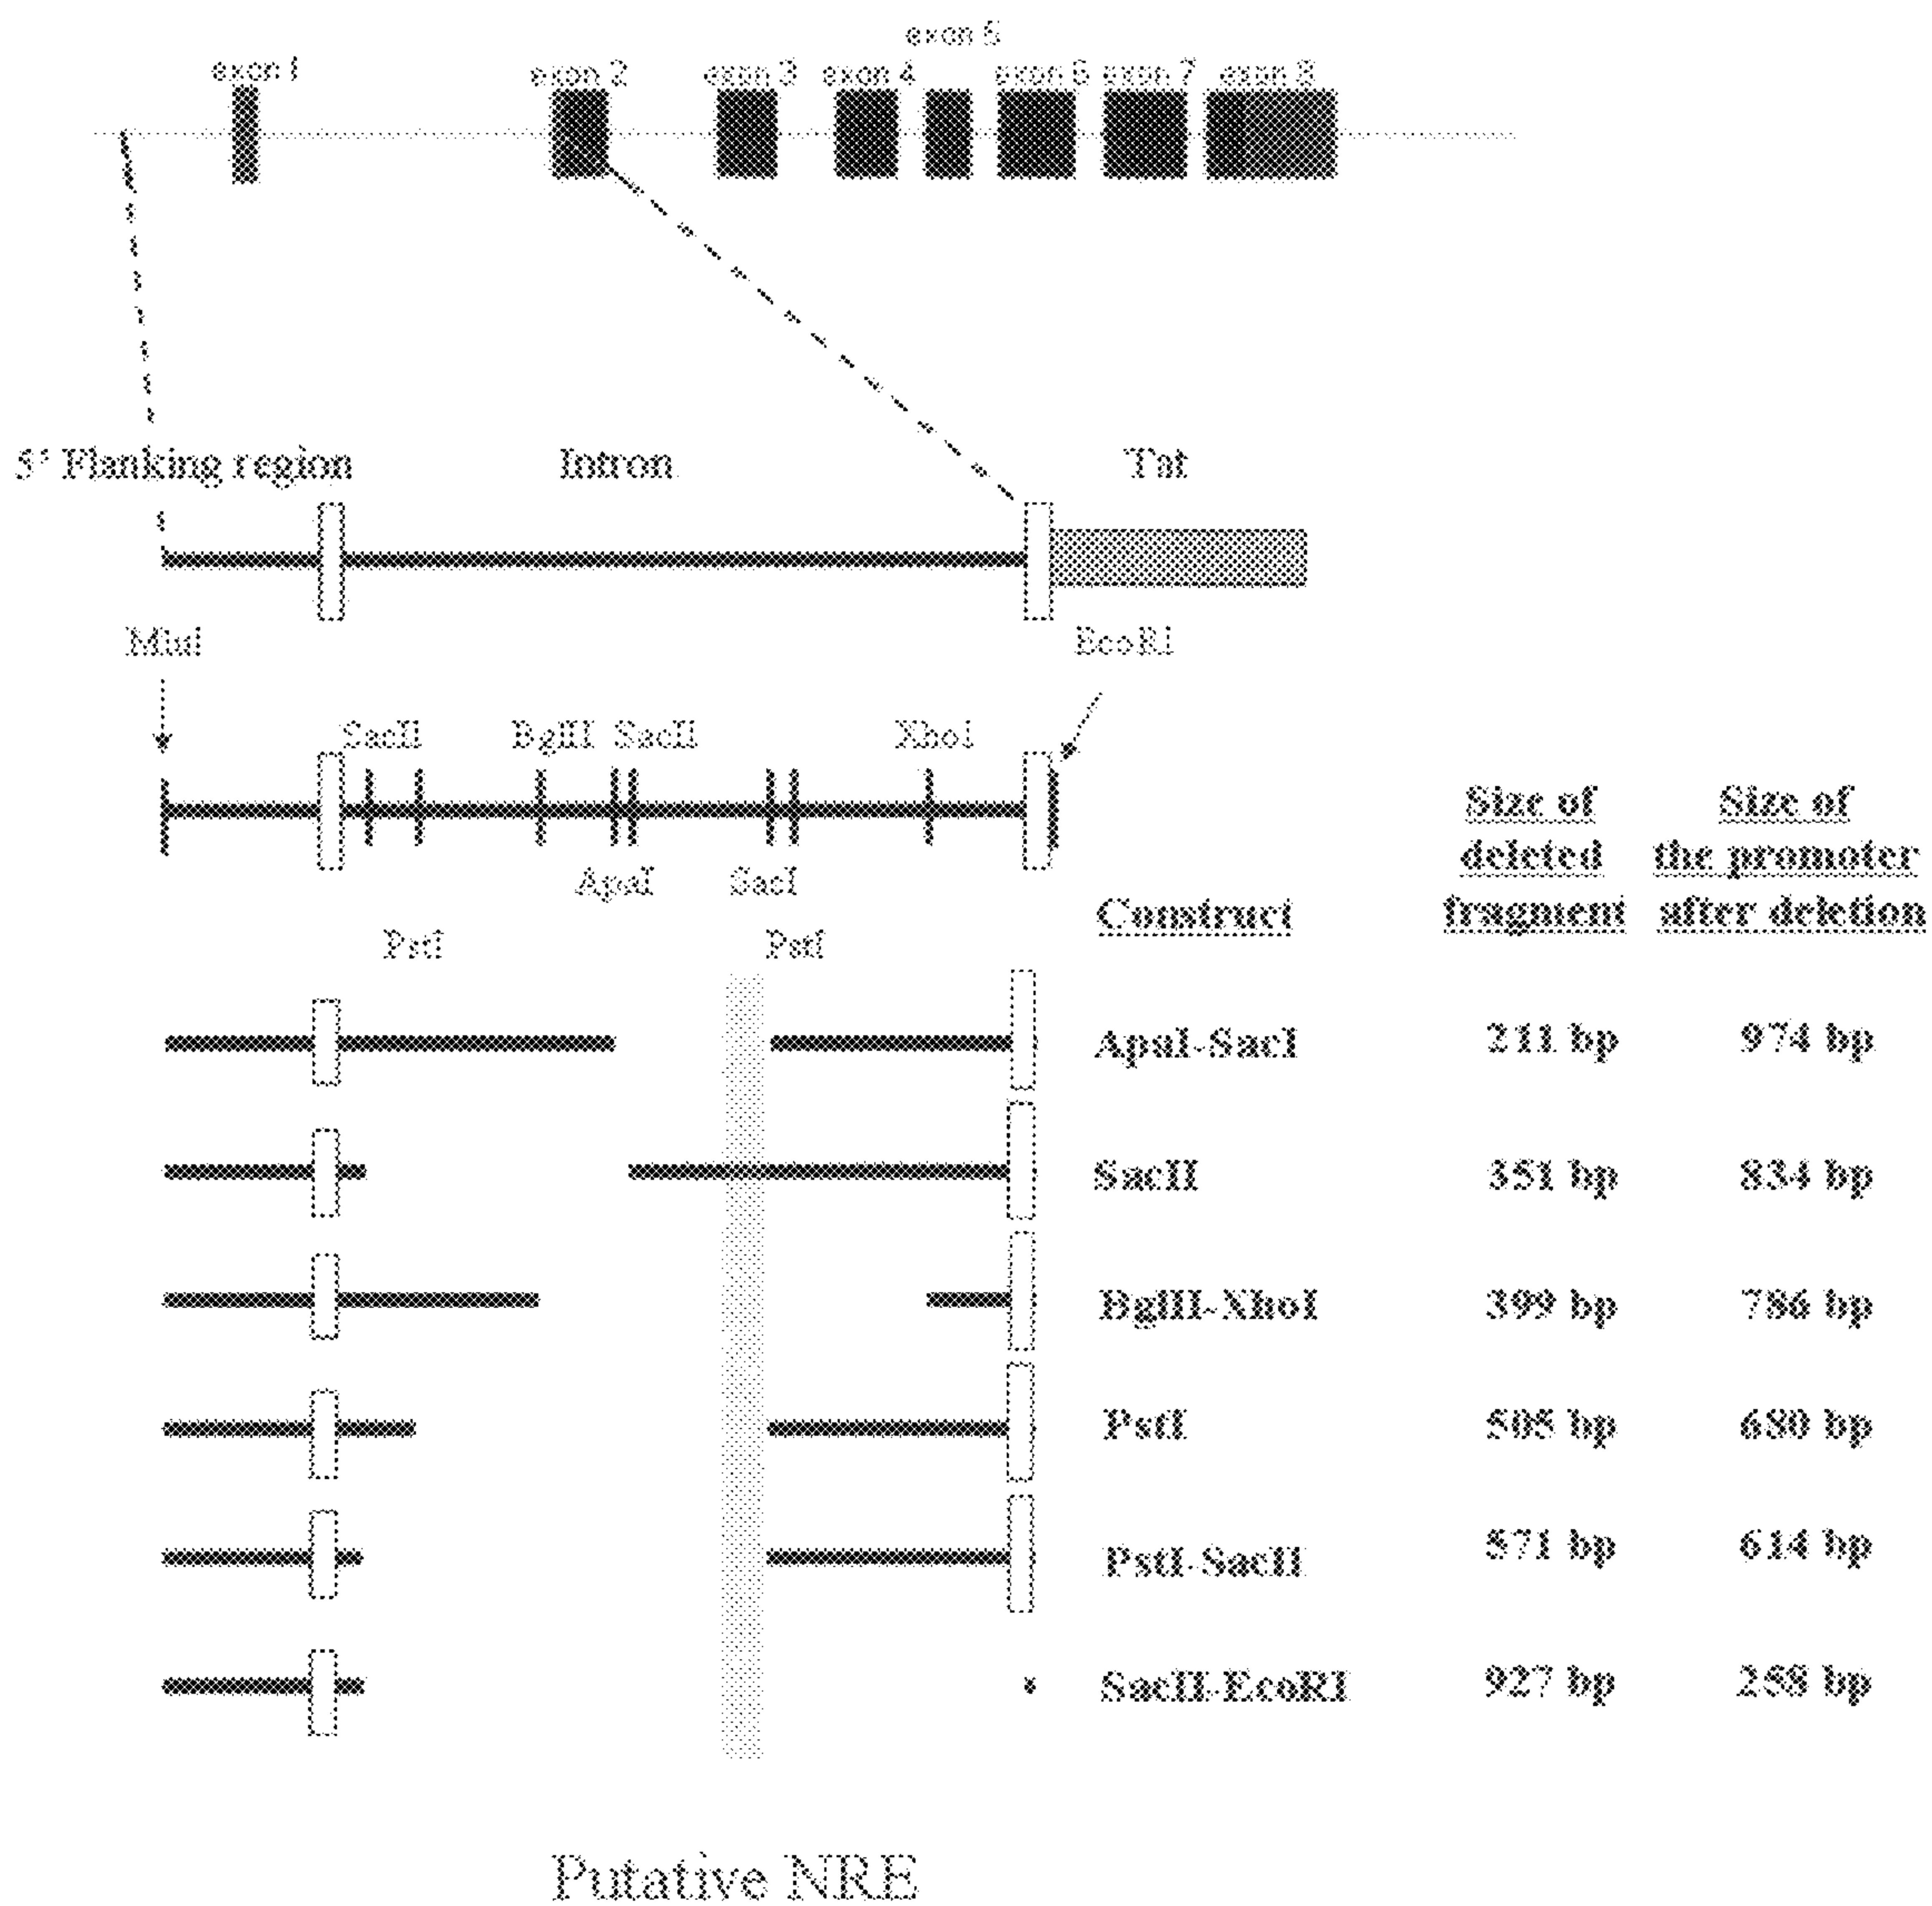 exon 5
exon 1 exon 2 exon 3 exon 4 exon 6 exon 7 exon 8
5' Flanking region Intron Tat
MluI EcoRI
SacII BglII SacII XhoI
ApaI SacI
PstI PstI
Construct
Size of
deleted
fragment
Size of
the promoter
after deletion
ApaI-SacI 211 bp 974 bp
SacII 351 bp 834 bp
BglII-XhoI 399 bp 786 bp
PstI 505 bp 680 bp
PstI-SacII 571 bp 614 bp
SacII-EcoRI 927 bp 258 bp
Putative NRE